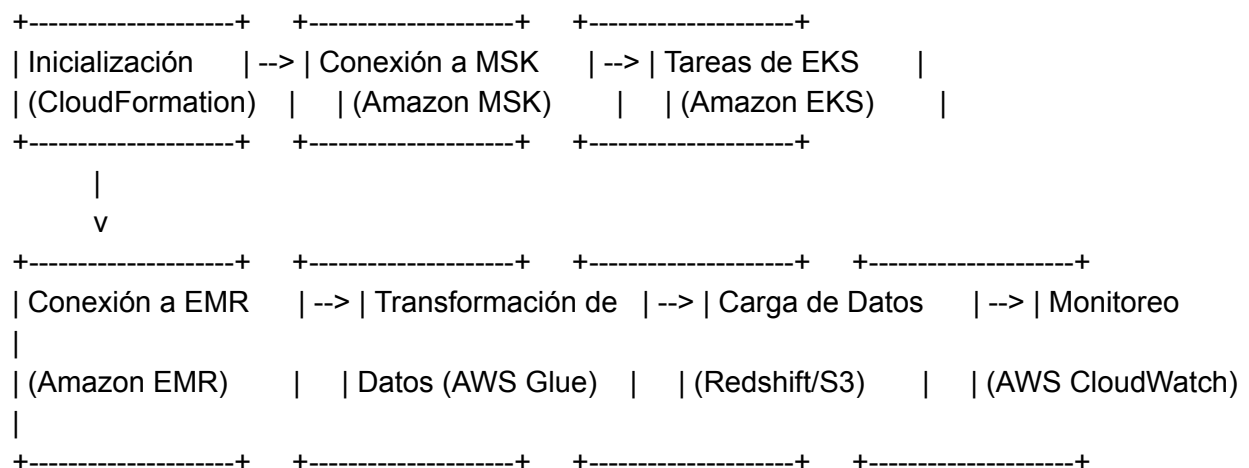 +---------------------+ +---------------------+ +---------------------+
| Inicialización | --> | Conexión a MSK | --> | Tareas de EKS |
| (CloudFormation) | | (Amazon MSK) | | (Amazon EKS) |
+---------------------+ +---------------------+ +---------------------+
|
v
+---------------------+ +---------------------+ +---------------------+ +---------------------+
| Conexión a EMR | --> | Transformación de | --> | Carga de Datos | --> | Monitoreo
|
| (Amazon EMR) | | Datos (AWS Glue) | | (Redshift/S3) | | (AWS CloudWatch)
|
+---------------------+ +---------------------+ +---------------------+ +---------------------+